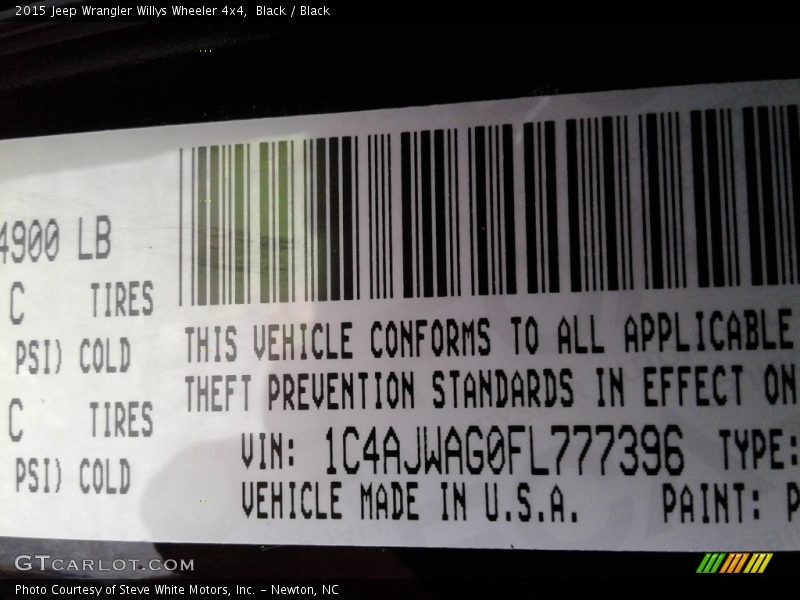 2015 Jeep Wrangler Willys Wheeler 4x4, Black / Black
4900 LB
C TIRES
PSI) COLD
C TIRES
PSI) COLD
THIS VEHICLE CONFORMS TO ALL APPLICABLE
THEFT PREVENTION STANDARDS IN EFFECT ON
VIN: 1C4AJWAG0FL777396 TYPE:
VEHICLE MADE IN U.S.A. PAINT: P
GTCARLOT.COM
Photo Courtesy of Steve White Motors, Inc. – Newton, NC